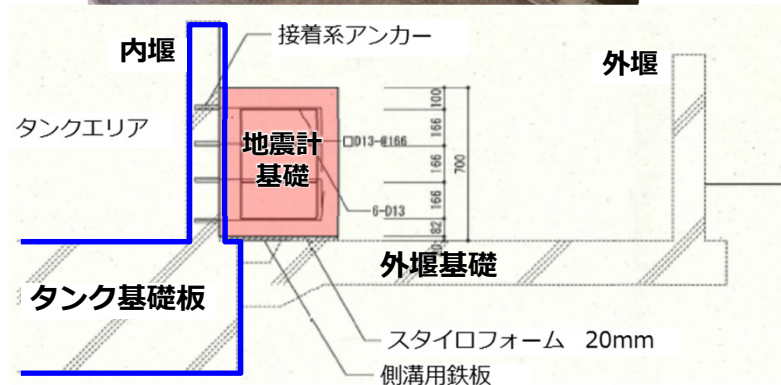 内堰
接着系アンカー
外堰
タンクエリア
地震計
基礎
□D13-@166
6-D13
100
166
166
166
82
700
外堰基礎
タンク基礎板
スタイロフォーム 20mm
側溝用鉄板